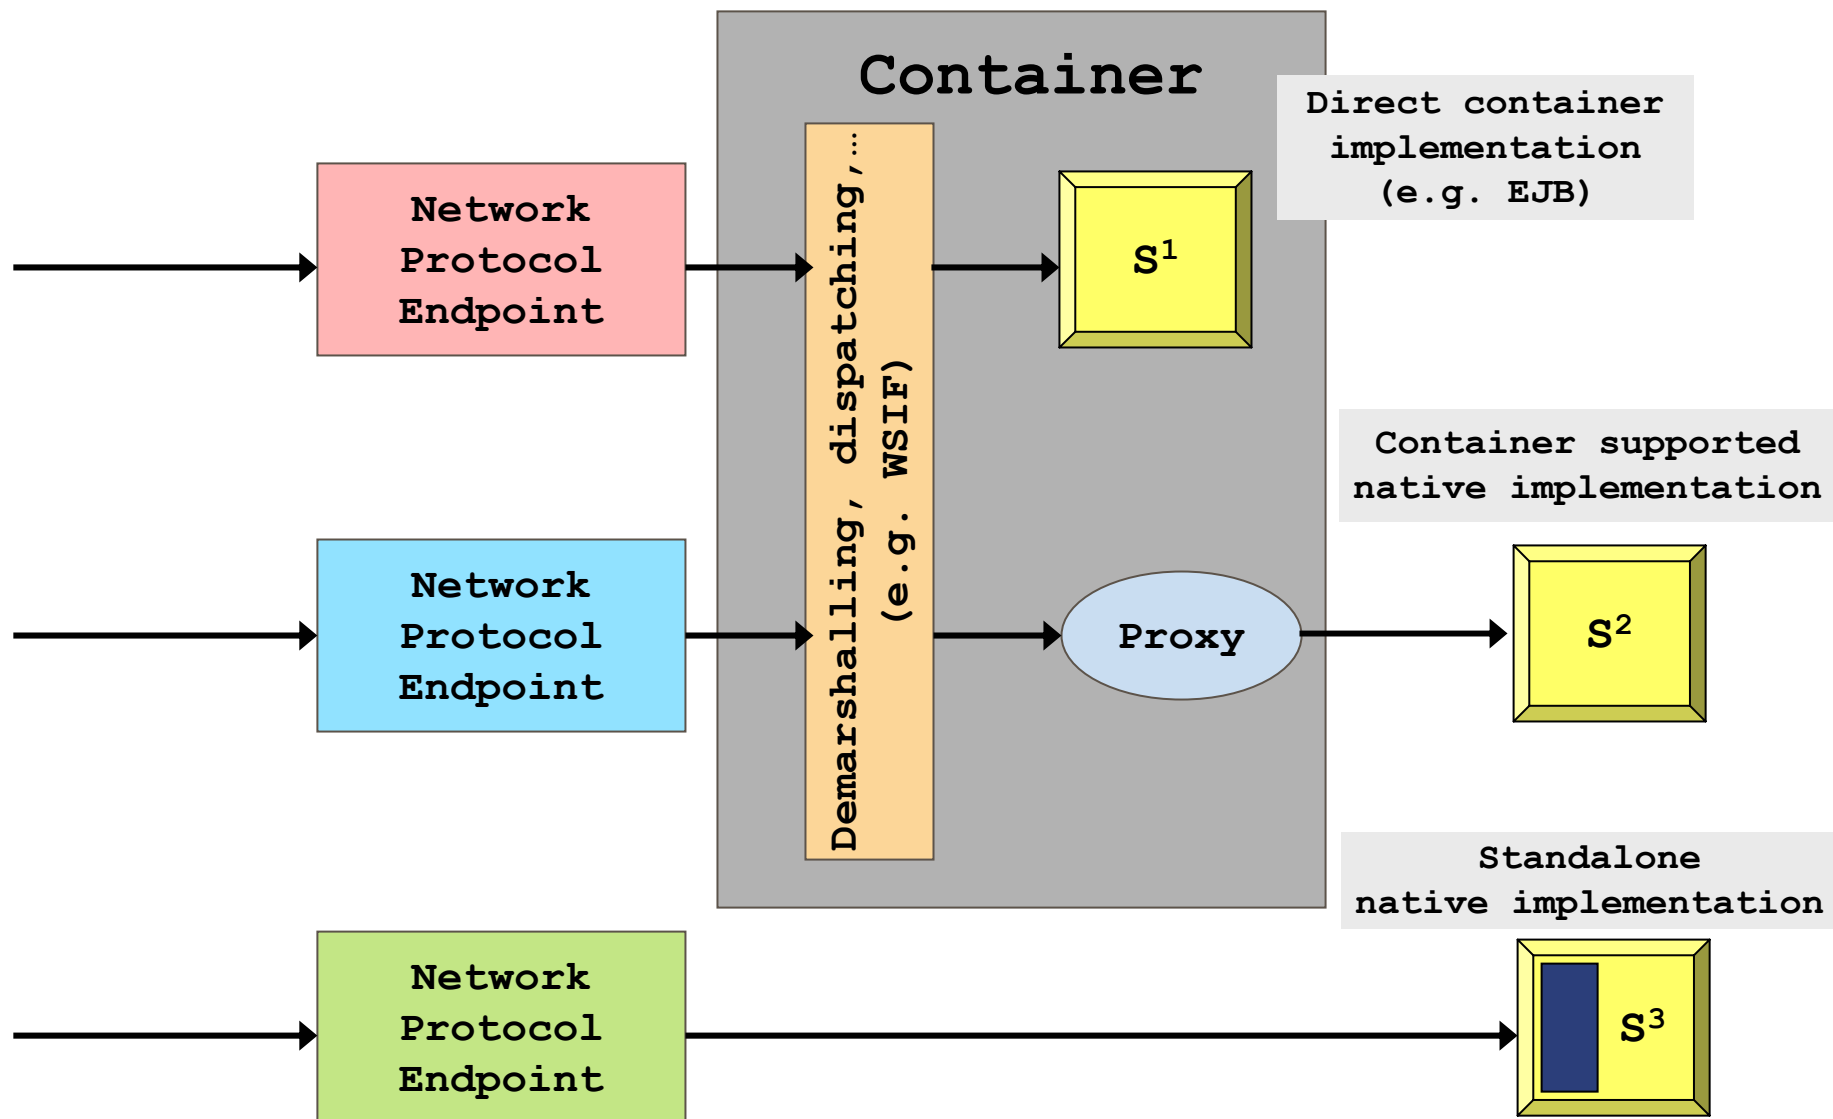 Container
Direct container
implementation
(e.g. EJB)
Network
Protocol
Endpoint
Demarshalling, dispatching,…
(e.g. WSIF)
S¹
Container supported
native implementation
Network
Protocol
Endpoint
Proxy
S²
Standalone
native implementation
Network
Protocol
Endpoint
S³